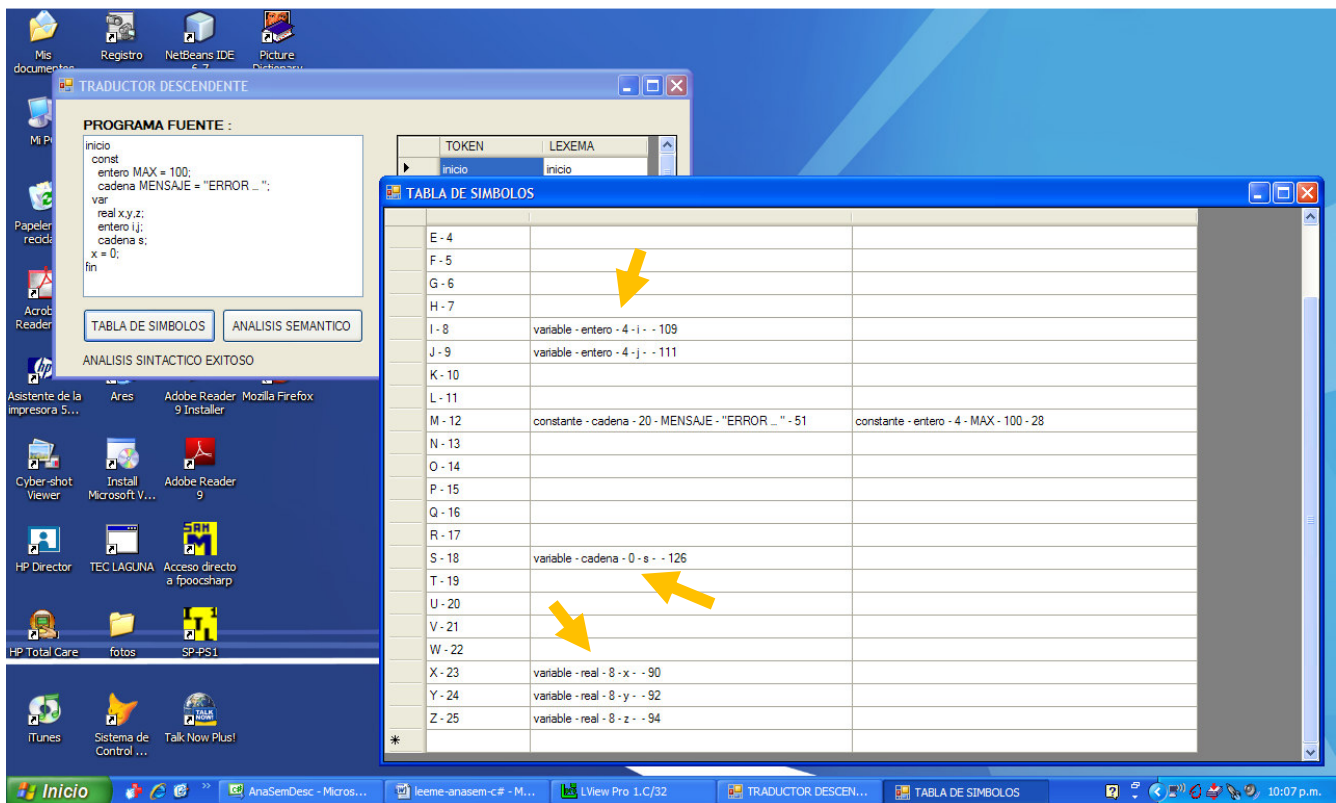 Mis documentos
Registro
NetBeans IDE 6.7
Picture Dictionary
TRADUCTOR DESCENDENTE
PROGRAMA FUENTE :
inicio
const
entero MAX = 100;
cadena MENSAJE = "ERROR ... ";
var
real x,y,z;
entero i,j;
cadena s;
x = 0;
fin
TOKEN LEXEMA
inicio inicio
TABLA DE SIMBOLOS
ANALISIS SEMANTICO
ANALISIS SINTACTICO EXITOSO
Mi P
Papeler
recicla
Acrob
Reader
Asistente de la
impresora 5...
Ares
Adobe Reader
9 Installer
Mozilla Firefox
Cyber-shot
Viewer
Install
Microsoft V...
Adobe Reader
9
HP Director
TEC LAGUNA
Acceso directo
a fpoocsharp
HP Total Care
fotos
SP-PS1
iTunes
Sistema de
Control ...
Talk Now Plus!
TABLA DE SIMBOLOS
E - 4
F - 5
G - 6
H - 7
I - 8 variable - entero - 4 - i - - 109
J - 9 variable - entero - 4 - j - - 111
K - 10
L - 11
M - 12 constante - cadena - 20 - MENSAJE - "ERROR ... " - 51 constante - entero - 4 - MAX - 100 - 28
N - 13
O - 14
P - 15
Q - 16
R - 17
S - 18 variable - cadena - 0 - s - - 126
T - 19
U - 20
V - 21
W - 22
X - 23 variable - real - 8 - x - - 90
Y - 24 variable - real - 8 - y - - 92
Z - 25 variable - real - 8 - z - - 94
Inicio
AnaSemDesc - Micros...
leeme-anasem-c# - M...
LView Pro 1.C/32
TRADUCTOR DESCEN...
TABLA DE SIMBOLOS
10:07 p.m.